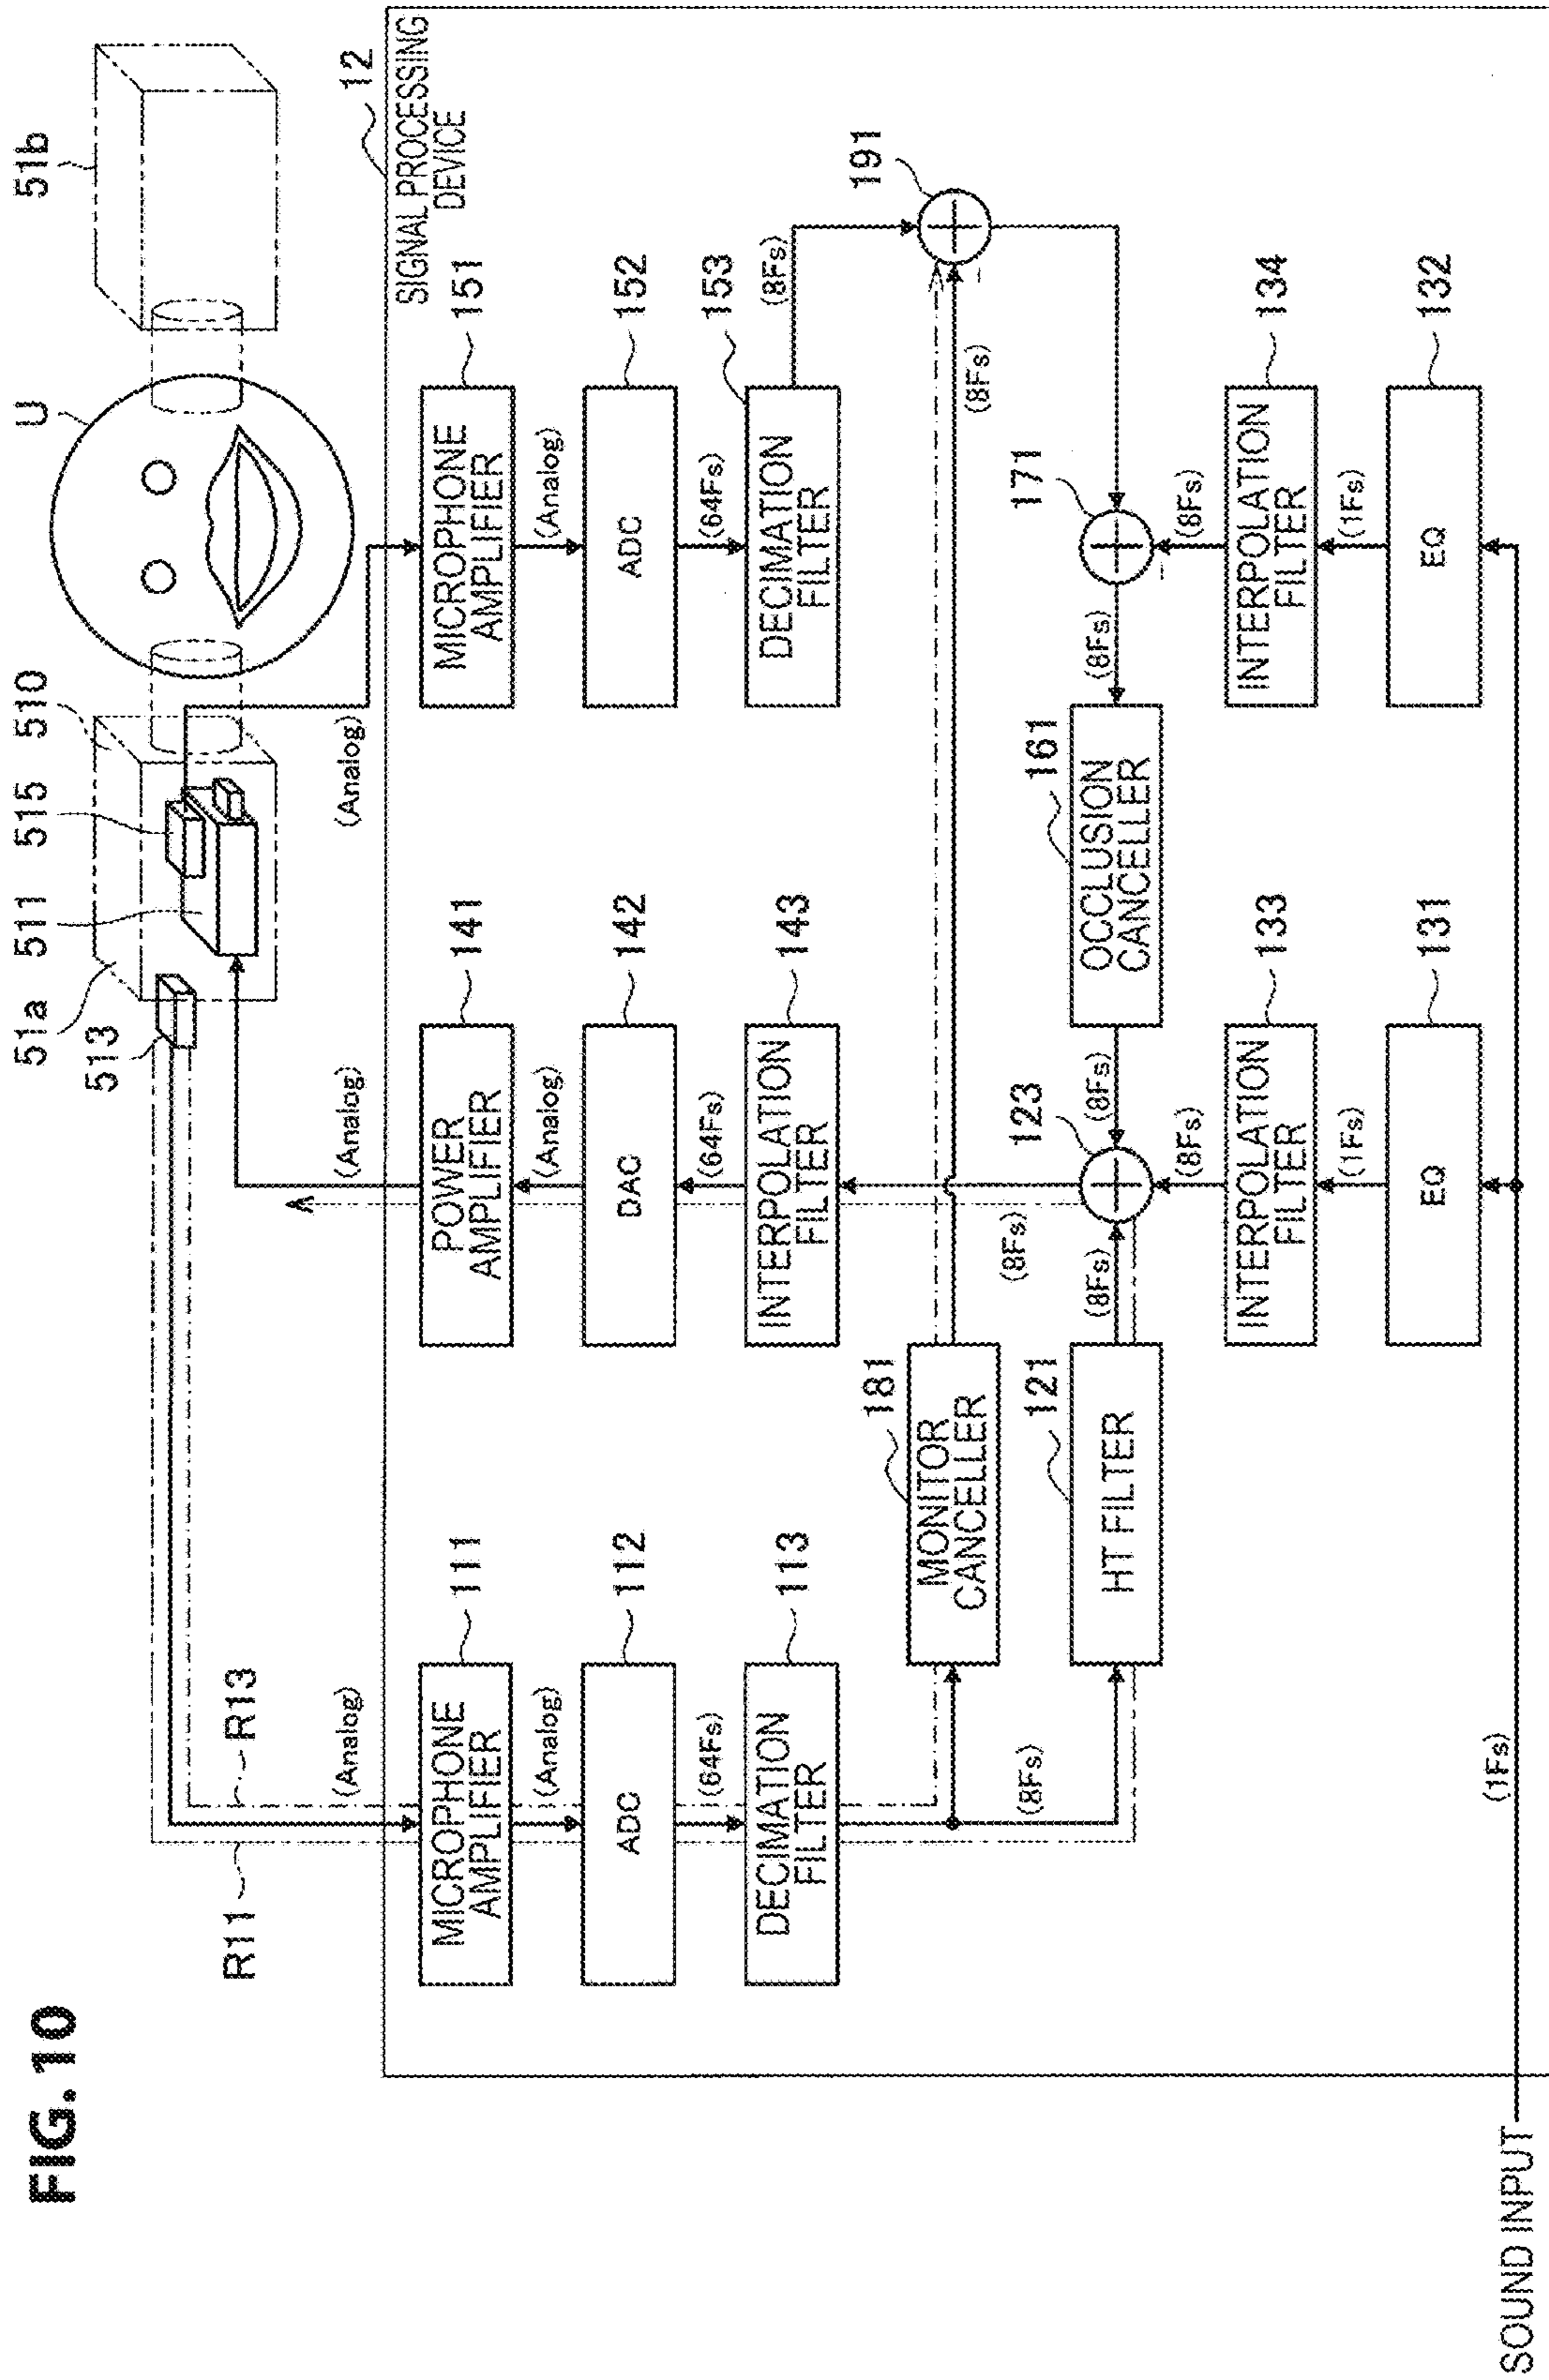 FIG.10
R11
R13
513
51a
511
515
510
U
51b
12
SIGNAL PROCESSING
DEVICE
(Analog)
(Analog)
(Analog)
MICROPHONE
AMPLIFIER
111
POWER
AMPLIFIER
141
MICROPHONE
AMPLIFIER
151
(Analog)
(Analog)
(Analog)
ADC
112
DAC
142
ADC
152
(64Fs)
(64Fs)
(64Fs)
DECIMATION
FILTER
113
INTERPOLATION
FILTER
143
DECIMATION
FILTER
153
(8Fs)
191
MONITOR
CANCELLER
181
(8Fs)
−
(8Fs)
(8Fs)
HT FILTER
121
(8Fs)
123
(8Fs)
OCCLUSION
CANCELLER
161
(8Fs)
171
−
(8Fs)
(8Fs)
INTERPOLATION
FILTER
133
INTERPOLATION
FILTER
134
(1Fs)
(1Fs)
EQ
131
EQ
132
(1Fs)
SOUND INPUT